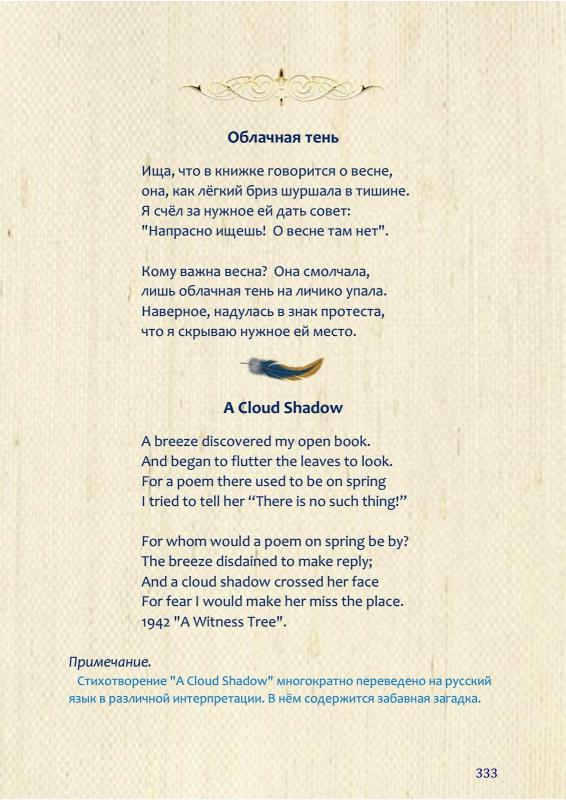 Облачная тень
Ища, что в книжке говорится о весне,
она, как лёгкий бриз шуршала в тишине.
Я счёл за нужное ей дать совет:
"Напрасно ищешь!  О весне там нет".
Кому важна весна?  Она смолчала,
лишь облачная тень на личико упала.
Наверное, надулась в знак протеста,
что я скрываю нужное ей место.
A Cloud Shadow
A breeze discovered my open book.
And began to flutter the leaves to look.
For a poem there used to be on spring
I tried to tell her “There is no such thing!”
For whom would a poem on spring be by?
The breeze disdained to make reply;
And a cloud shadow crossed her face
For fear I would make her miss the place.
1942 "A Witness Tree".
Примечание.
Стихотворение "A Cloud Shadow" многократно переведено на русский
язык в различной интерпретации. В нём содержится забавная загадка.
333